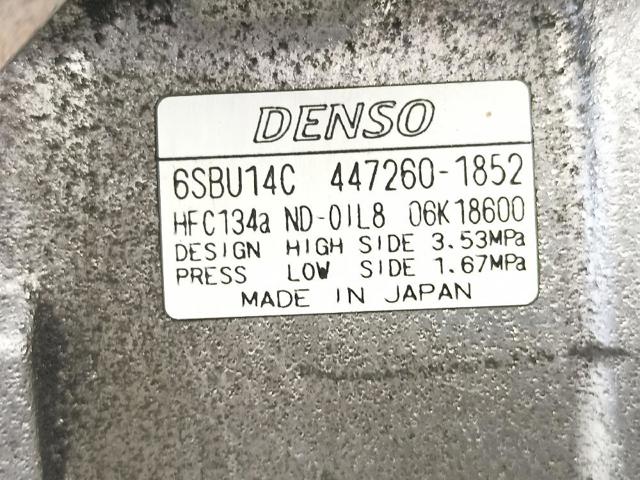 DENSO
6SBU14C 447260-1852
HFC134a ND-OIL8 06K18600
DESIGN HIGH SIDE 3.53MPa
PRESS LOW SIDE 1.67MPa
MADE IN JAPAN